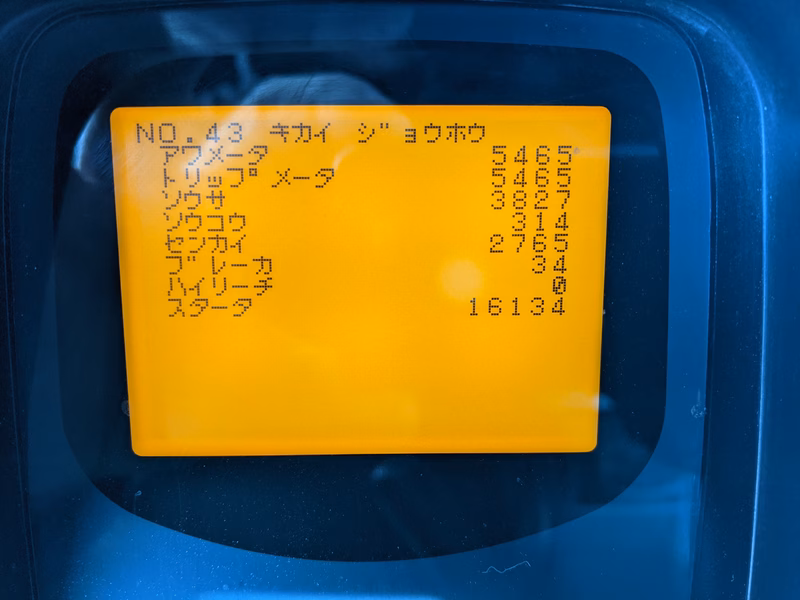 NO.43 キカイ ジョウホウ
アワメータ 5465
トリップ メータ 5465
ソウサ 3827
ソウコウ 314
センカイ 2765
ブレーカ 34
ハイリーチ 0
スタータ 16134